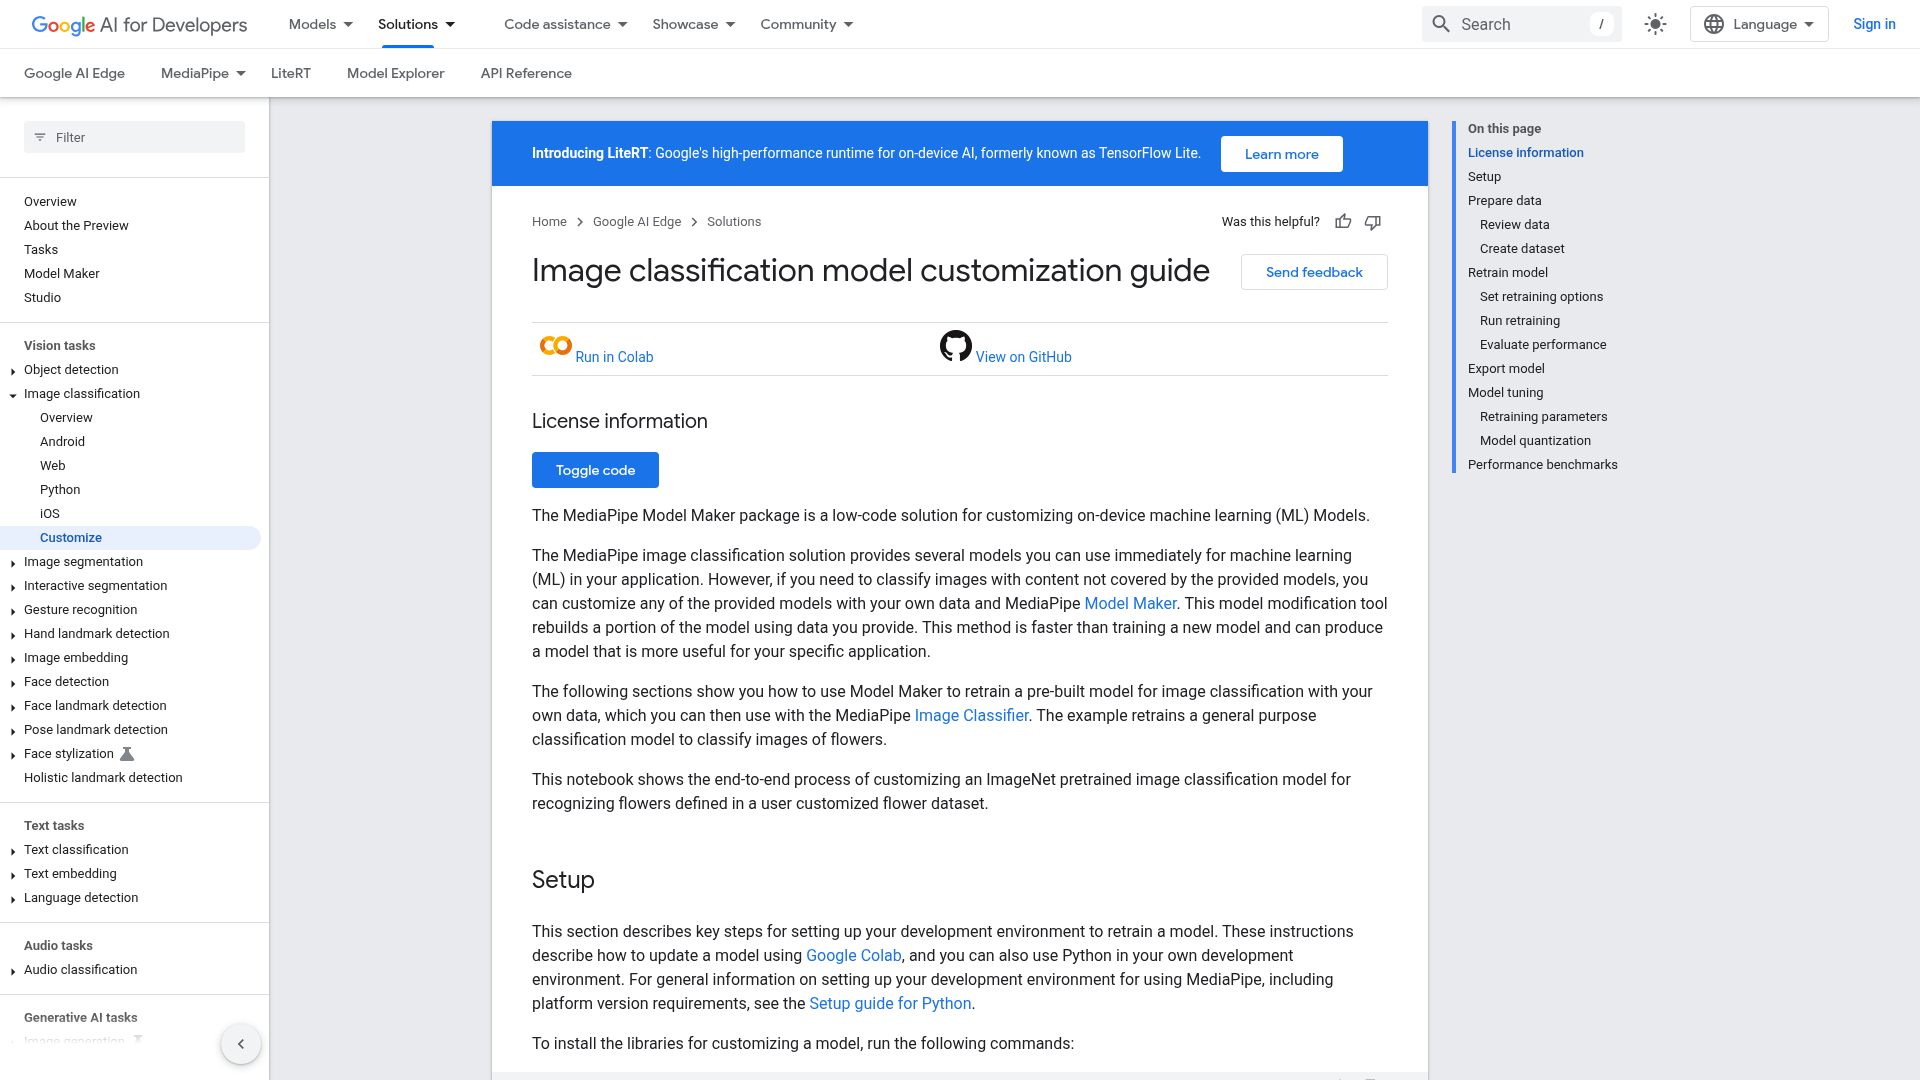 Google AI for Developers
Models
Solutions
Code assistance
Showcase
Community
Search
/
Language
Sign in
Google AI Edge
MediaPipe
LiteRT
Model Explorer
API Reference
Filter
Overview
About the Preview
Tasks
Model Maker
Studio
Vision tasks
Object detection
Image classification
Overview
Android
Web
Python
iOS
Customize
Image segmentation
Interactive segmentation
Gesture recognition
Hand landmark detection
Image embedding
Face detection
Face landmark detection
Pose landmark detection
Face stylization
Holistic landmark detection
Text tasks
Text classification
Text embedding
Language detection
Audio tasks
Audio classification
Generative AI tasks
Image generation
Introducing LiteRT: Google's high-performance runtime for on-device AI, formerly known as TensorFlow Lite.
Learn more
Home
Google AI Edge
Solutions
Was this helpful?
Image classification model customization guide
Send feedback
Run in Colab
View on GitHub
License information
Toggle code
The MediaPipe Model Maker package is a low-code solution for customizing on-device machine learning (ML) Models.
The MediaPipe image classification solution provides several models you can use immediately for machine learning
(ML) in your application. However, if you need to classify images with content not covered by the provided models, you
can customize any of the provided models with your own data and MediaPipe Model Maker. This model modification tool
rebuilds a portion of the model using data you provide. This method is faster than training a new model and can produce
a model that is more useful for your specific application.
The following sections show you how to use Model Maker to retrain a pre-built model for image classification with your
own data, which you can then use with the MediaPipe Image Classifier. The example retrains a general purpose
classification model to classify images of flowers.
This notebook shows the end-to-end process of customizing an ImageNet pretrained image classification model for
recognizing flowers defined in a user customized flower dataset.
Setup
This section describes key steps for setting up your development environment to retrain a model. These instructions
describe how to update a model using Google Colab, and you can also use Python in your own development
environment. For general information on setting up your development environment for using MediaPipe, including
platform version requirements, see the Setup guide for Python.
To install the libraries for customizing a model, run the following commands:
On this page
License information
Setup
Prepare data
Review data
Create dataset
Retrain model
Set retraining options
Run retraining
Evaluate performance
Export model
Model tuning
Retraining parameters
Model quantization
Performance benchmarks